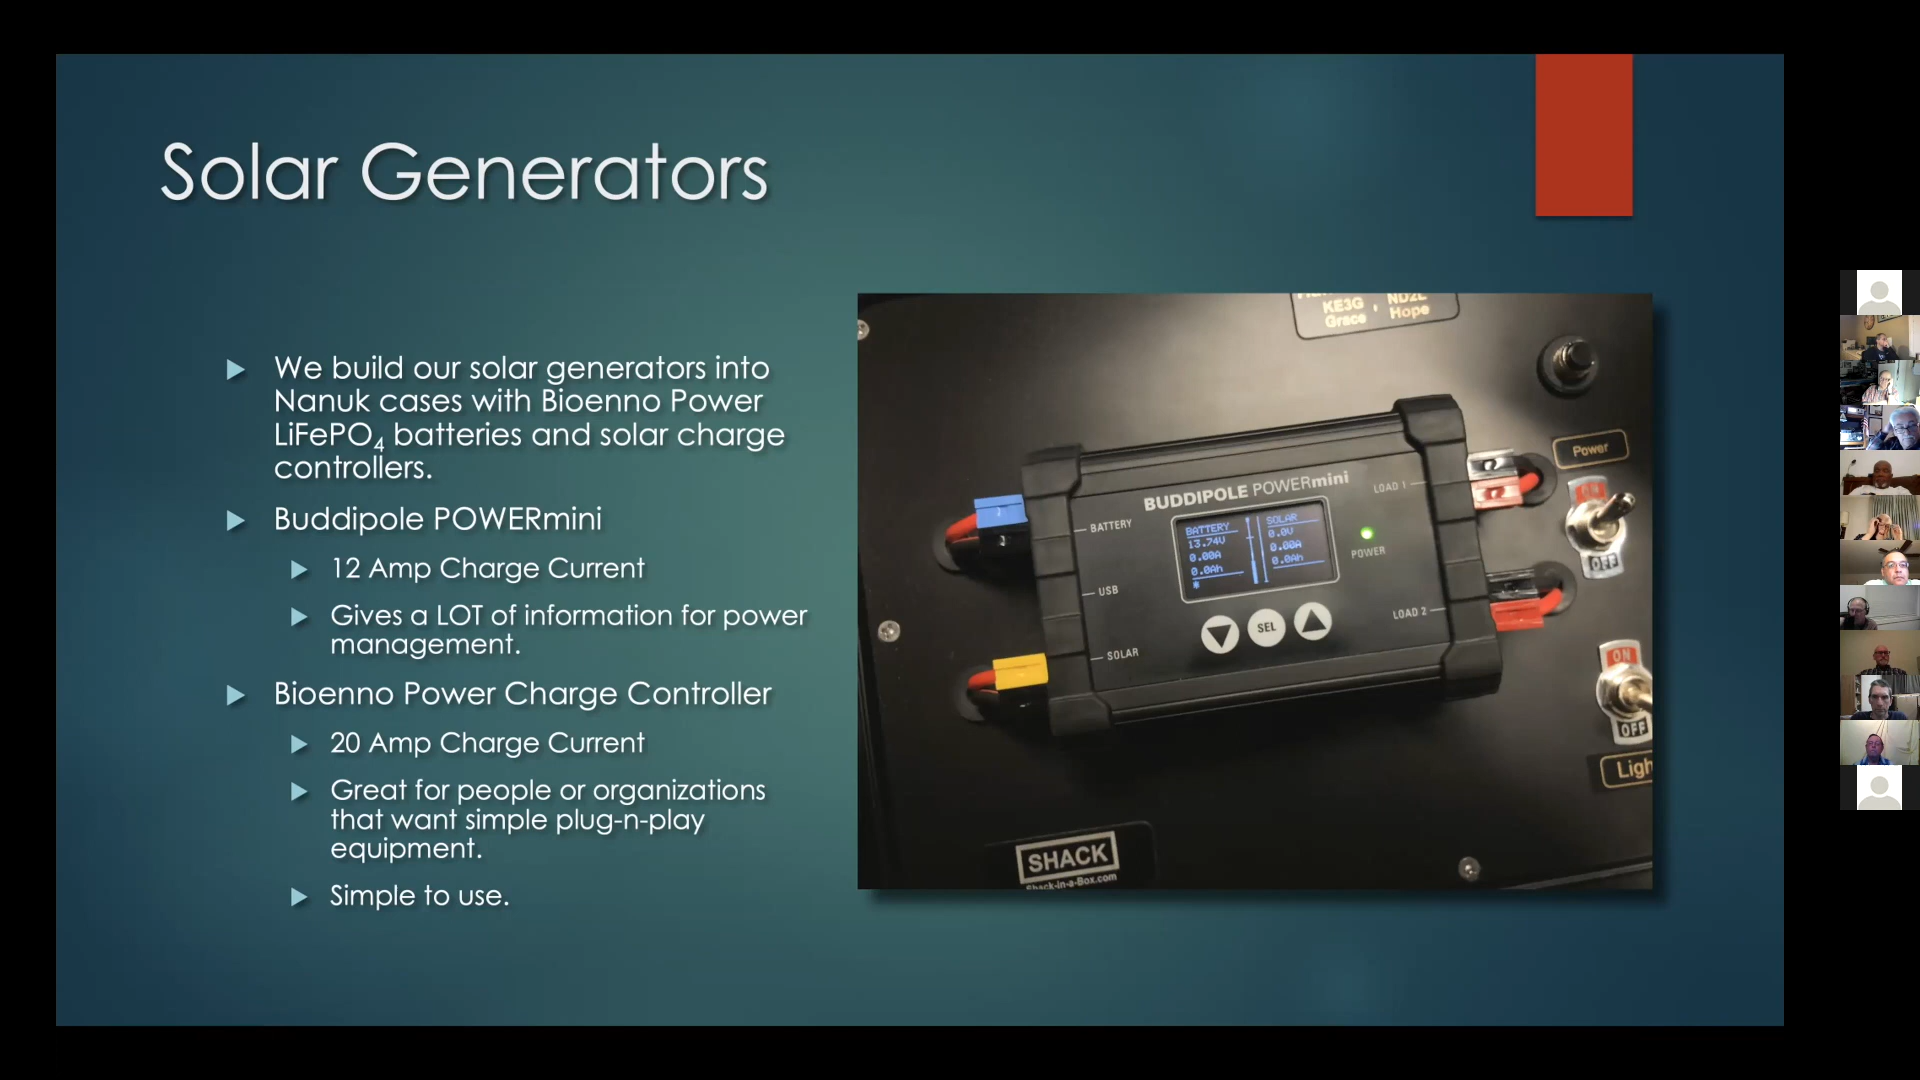 Solar Generators
We build our solar generators into
Nanuk cases with Bioenno Power
LiFePO4 batteries and solar charge
controllers.
Buddipole POWERmini
12 Amp Charge Current
Gives a LOT of information for power
management.
Bioenno Power Charge Controller
20 Amp Charge Current
Great for people or organizations
that want simple plug-n-play
equipment.
Simple to use.
KE3G , ND2L
Grace Hope
BUDDIPOLE POWERmini
BATTERY
USB
SOLAR
LOAD 1
LOAD 2
POWER
BATTERY
13.74V
0.00A
0.0Ah
*
SOLAR
0.0V
0.00A
0.0Ah
SEL
Power
ON
OFF
ON
OFF
Ligh
SHACK
Shack-in-a-Box.com